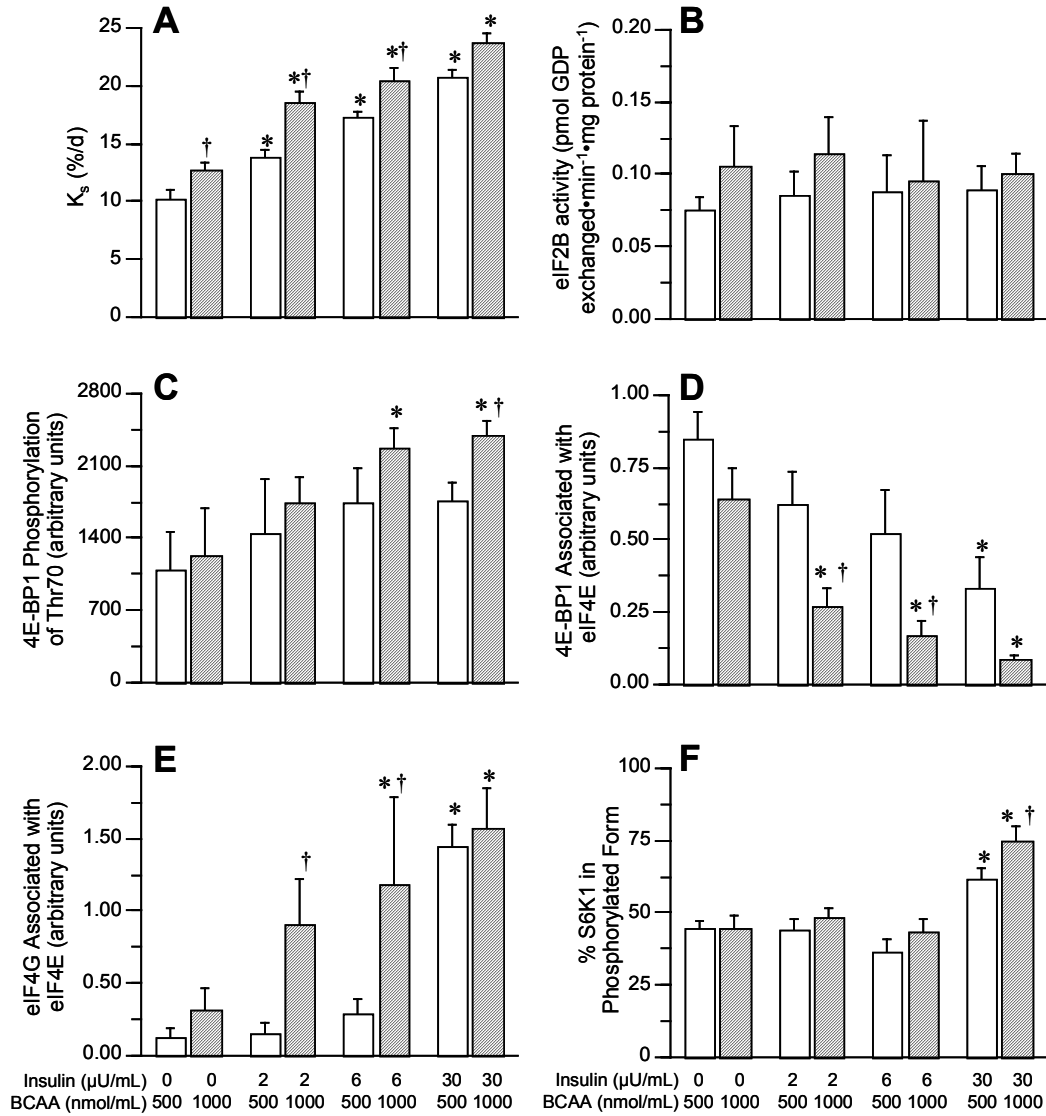 A
25
20
15
10
5
0
Ks (%/d)
†
*
*†
*
*†
*
*
B
0.20
0.15
0.10
0.05
0.00
eIF2B activity (pmol GDP
exchanged•min-1•mg protein-1)
C
2800
2100
1400
700
0
4E-BP1 Phosphorylation
of Thr70 (arbitrary units)
*
* †
D
1.00
0.75
0.50
0.25
0.00
4E-BP1 Associated with
eIF4E (arbitrary units)
* †
* †
*
*
E
2.00
1.50
1.00
0.50
0.00
eIF4G Associated with
eIF4E (arbitrary units)
†
* †
*
*
F
100
75
50
25
0
% S6K1 in
Phosphorylated Form
*
* †
Insulin (µU/mL) 0 0 2 2 6 6 30 30
BCAA (nmol/mL) 500 1000 500 1000 500 1000 500 1000
Insulin (µU/mL) 0 0 2 2 6 6 30 30
BCAA (nmol/mL) 500 1000 500 1000 500 1000 500 1000